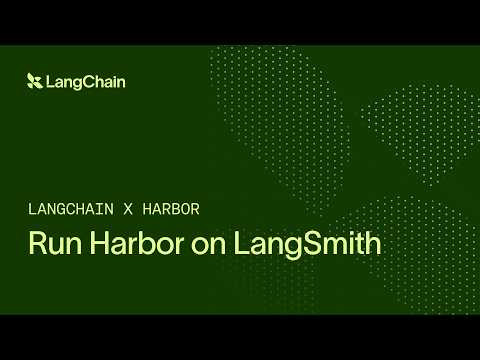 LangChain
LANGCHAIN X HARBOR
Run Harbor on LangSmith